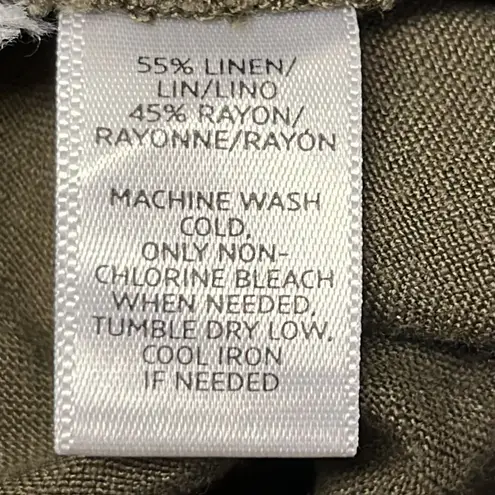 55% LINEN/
LIN/LINO
45% RAYON/
RAYONNE/RAYÓN
MACHINE WASH
COLD,
ONLY NON-
CHLORINE BLEACH
WHEN NEEDED,
TUMBLE DRY LOW,
COOL IRON
IF NEEDED